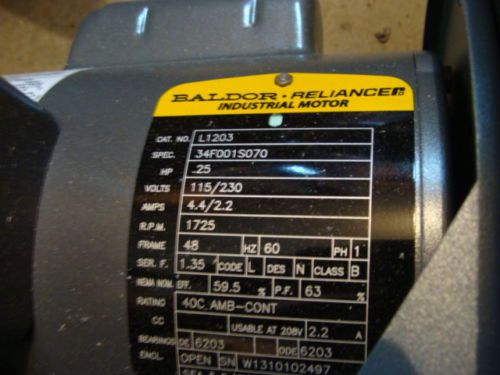 BALDOR • RELIANCE
INDUSTRIAL MOTOR
CAT. NO. L1203
SPEC. 34F001S070
HP .25
VOLTS 115/230
AMPS 4.4/2.2
R.P.M. 1725
FRAME 48 HZ 60 PH 1
SER. F. 1.35 CODE L DES N CLASS B
NEMA NOM. EFF. 59.5 % P.F. 63 %
RATING 40C AMB-CONT
CC USABLE AT 208V 2.2 A
BEARINGS DE 6203 ODE 6203
ENCL. OPEN SN W1310102497